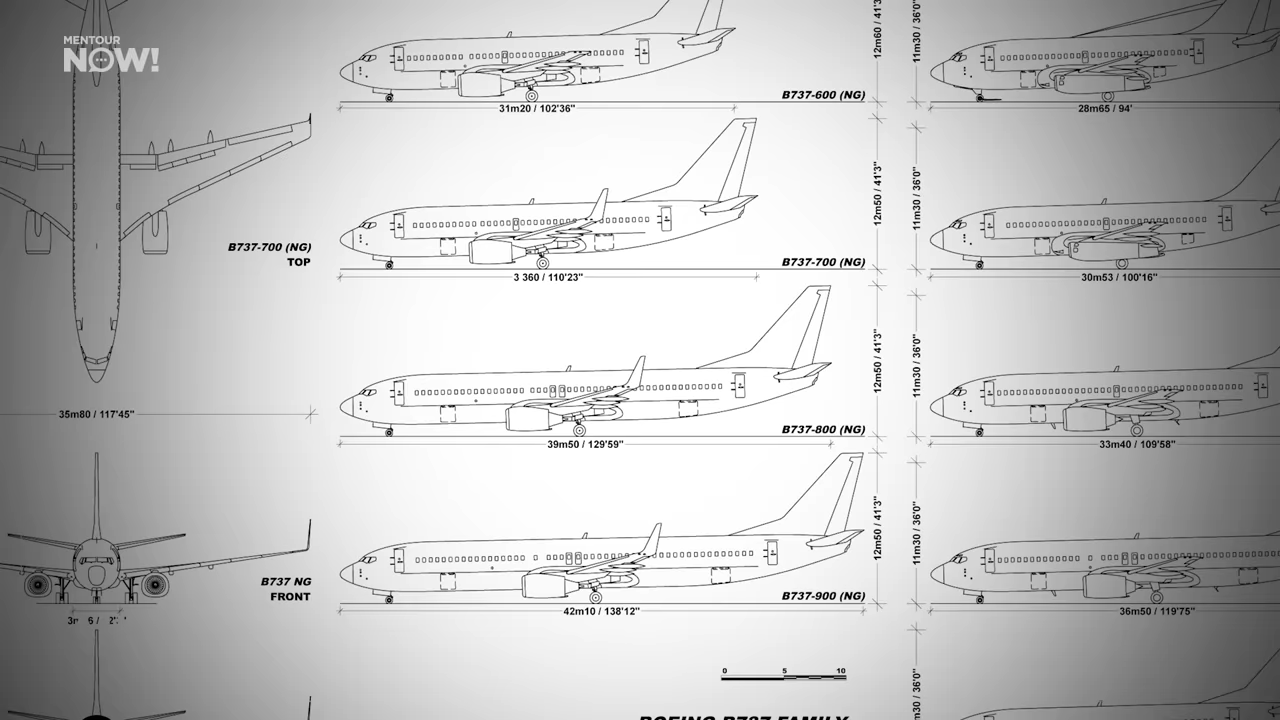 MENTOUR
NOW!
B737-600 (NG)
31m20 / 102'36"
12m60 / 41'3
11m30 / 36'0"
28m65 / 94'
B737-700 (NG)
TOP
B737-700 (NG)
3 360 / 110'23"
12m50 / 41'3"
11m30 / 36'0"
30m53 / 100'16"
35m80 / 117'45"
B737-800 (NG)
39m50 / 129'59"
12m50 / 41'3"
11m30 / 36'0"
33m40 / 109'58"
B737 NG
FRONT
B737-900 (NG)
42m10 / 138'12"
12m50 / 41'3"
11m30 / 36'0"
36m50 / 119'75"
0 5 10
m30 / 36'0"
BOEING B737 FAMILY